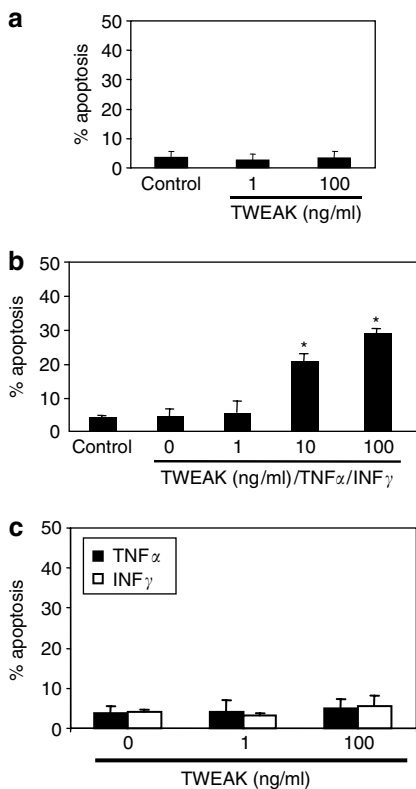 a
50
40
30
20
10
0
% apoptosis
Control 1 100
TWEAK (ng/ml)
b
50
40
30
20
10
0
% apoptosis
* *
Control 0 1 10 100
TWEAK (ng/ml)/TNFα/INFγ
c
50
40
30
20
10
0
% apoptosis
TNFα
INFγ
0 1 100
TWEAK (ng/ml)